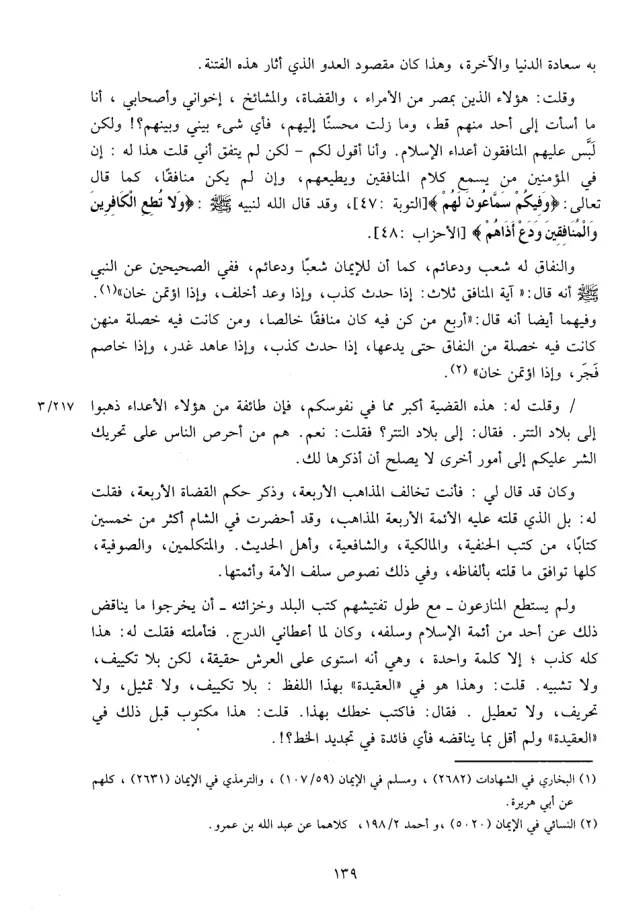 به سعادة الدنيا والآخرة، وهذا كان مقصود العدو الذي أثار هذه الفتنة.
وقلت: هؤلاء الذين بمصر من الأمراء ، والقضاة، والمشائخ ، إخواني وأصحابي ، أنا
ما أسأت إلى أحد منهم قط، وما زلت محسنًا إليهم، فأي شىء بيني وبينهم؟! ولكن
لَبَّس عليهم المنافقون أعداء الإسلام. وأنا أقول لكم – لكن لم يتفق أني قلت هذا له : إن
في المؤمنين من يسمع كلام المنافقين ويطيعهم، وإن لم يكن منافقًا، كما قال
تعالى: ﴿وَفِيكُمْ سَمَّاعُونَ لَهُمْ﴾[التوبة :٤٧]، وقد قال الله لنبيه ﷺ :﴿وَلا تُطِعِ الْكَافِرِينَ
وَالْمُنَافِقِينَ وَدَعْ أَذَاهُمْ﴾ [الأحزاب :٤٨].
والنفاق له شعب ودعائم، كما أن للإيمان شعبًا ودعائم، ففي الصحيحين عن النبي
ﷺ أنه قال:« آية المنافق ثلاث: إذا حدث كذب، وإذا وعد أخلف، وإذا اؤتمن خان»(١).
وفيهما أيضا أنه قال:«أربع من كن فيه كان منافقًا خالصا، ومن كانت فيه خصلة منهن
كانت فيه خصلة من النفاق حتى يدعها، إذا حدث كذب، وإذا عاهد غدر، وإذا خاصم
فَجَر، وإذا اؤتمن خان» (٢).
/ وقلت له: هذه القضية أكبر مما في نفوسكم، فإن طائفة من هؤلاء الأعداء ذهبوا ٣/٢١٧
إلى بلاد التتر. فقال: إلى بلاد التتر؟ فقلت: نعم. هم من أحرص الناس على تحريك
الشر عليكم إلى أمور أخرى لا يصلح أن أذكرها لك.
وكان قد قال لي : فأنت تخالف المذاهب الأربعة، وذكر حكم القضاة الأربعة، فقلت
له: بل الذي قلته عليه الأئمة الأربعة المذاهب، وقد أحضرت في الشام أكثر من خمسين
كتابًا، من كتب الحنفية، والمالكية، والشافعية، وأهل الحديث. والمتكلمين، والصوفية،
كلها توافق ما قلته بألفاظه، وفي ذلك نصوص سلف الأمة وأئمتها.
ولم يستطع المنازعون ــ مع طول تفتيشهم كتب البلد وخزائنه ــ أن يخرجوا ما يناقض
ذلك عن أحد من أئمة الإسلام وسلفه، وكان لما أعطاني الدرج. فتأملته فقلت له: هذا
كله كذب ؛ إلا كلمة واحدة ، وهي أنه استوى على العرش حقيقة، لكن بلا تكييف،
ولا تشبيه. قلت: وهذا هو في «العقيدة» بهذا اللفظ : بلا تكييف، ولا تمثيل، ولا
تحريف، ولا تعطيل . فقال: فاكتب خطك بهذا. قلت: هذا مكتوب قبل ذلك في
«العقيدة» ولم أقل بما يناقضه فأي فائدة في تجديد الخط؟!.
(١) البخاري في الشهادات (٢٦٨٢) ، ومسلم في الإيمان (١٠٧/٥٩) ، والترمذي في الإيمان (٢٦٣١) ، كلهم
عن أبي هريرة.
(٢) النسائي في الإيمان (٥٠٢٠) ،و أحمد ١٩٨/٢ ، كلاهما عن عبد الله بن عمرو.
١٣٩